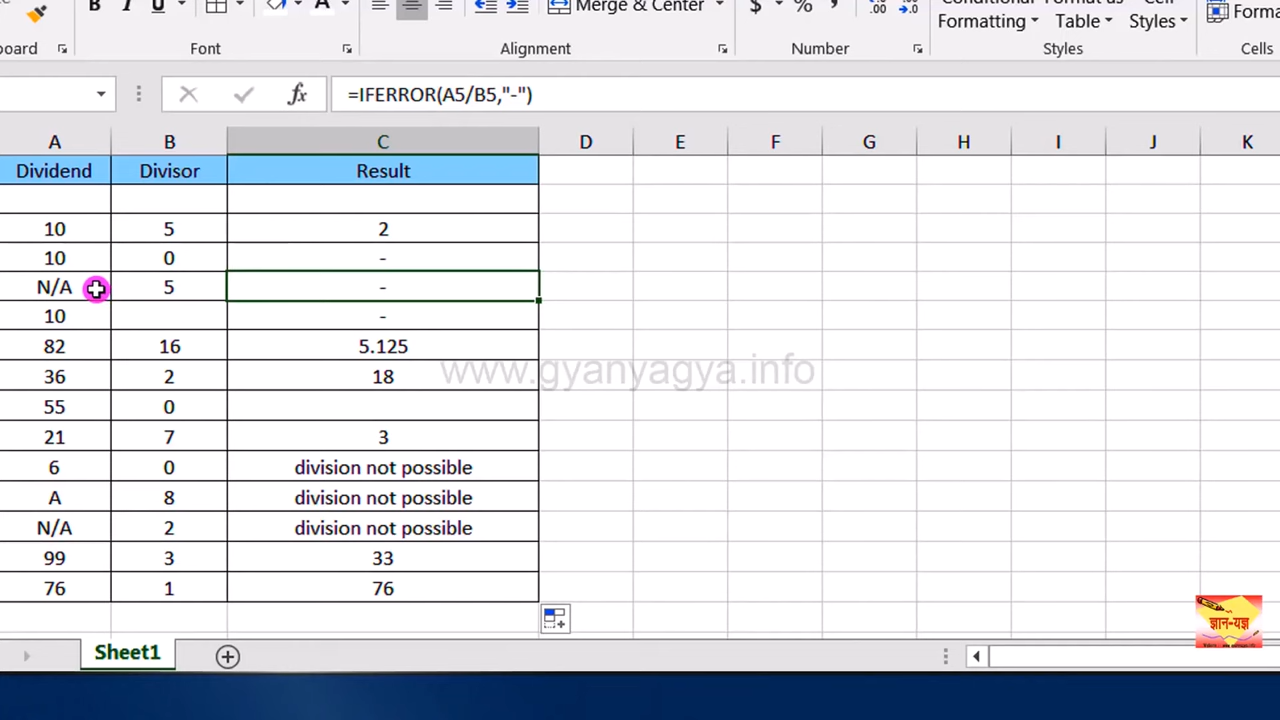 B I U A Merge & Center $ % , .00 .0
Conditional Format as Cell
Formatting Table Styles Forma
oard Font Alignment Number Styles Cells
fx =IFERROR(A5/B5,"-")
A B C D E F G H I J K
Dividend Divisor Result
10 5 2
10 0 -
N/A 5 -
10 -
82 16 5.125
36 2 18
55 0
21 7 3
6 0 division not possible
A 8 division not possible
N/A 2 division not possible
99 3 33
76 1 76
www.gyanyagya.info
ज्ञान-यज्ञ
Sheet1